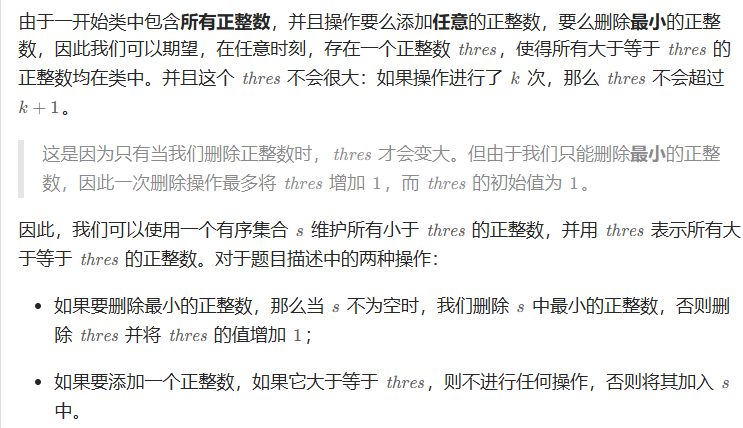 由于一开始类中包含所有正整数，并且操作要么添加任意的正整数，要么删除最小的正整
数，因此我们可以期望，在任意时刻，存在一个正整数 thres，使得所有大于等于 thres 的
正整数均在类中。并且这个 thres 不会很大：如果操作进行了 k 次，那么 thres 不会超过
k + 1。
这是因为只有当我们删除正整数时，thres 才会变大。但由于我们只能删除最小的正整
数，因此一次删除操作最多将 thres 增加 1，而 thres 的初始值为 1。
因此，我们可以使用一个有序集合 s 维护所有小于 thres 的正整数，并用 thres 表示所有大
于等于 thres 的正整数。对于题目描述中的两种操作：
• 如果要删除最小的正整数，那么当 s 不为空时，我们删除 s 中最小的正整数，否则删
除 thres 并将 thres 的值增加 1；
• 如果要添加一个正整数，如果它大于等于 thres，则不进行任何操作，否则将其加入 s
中。